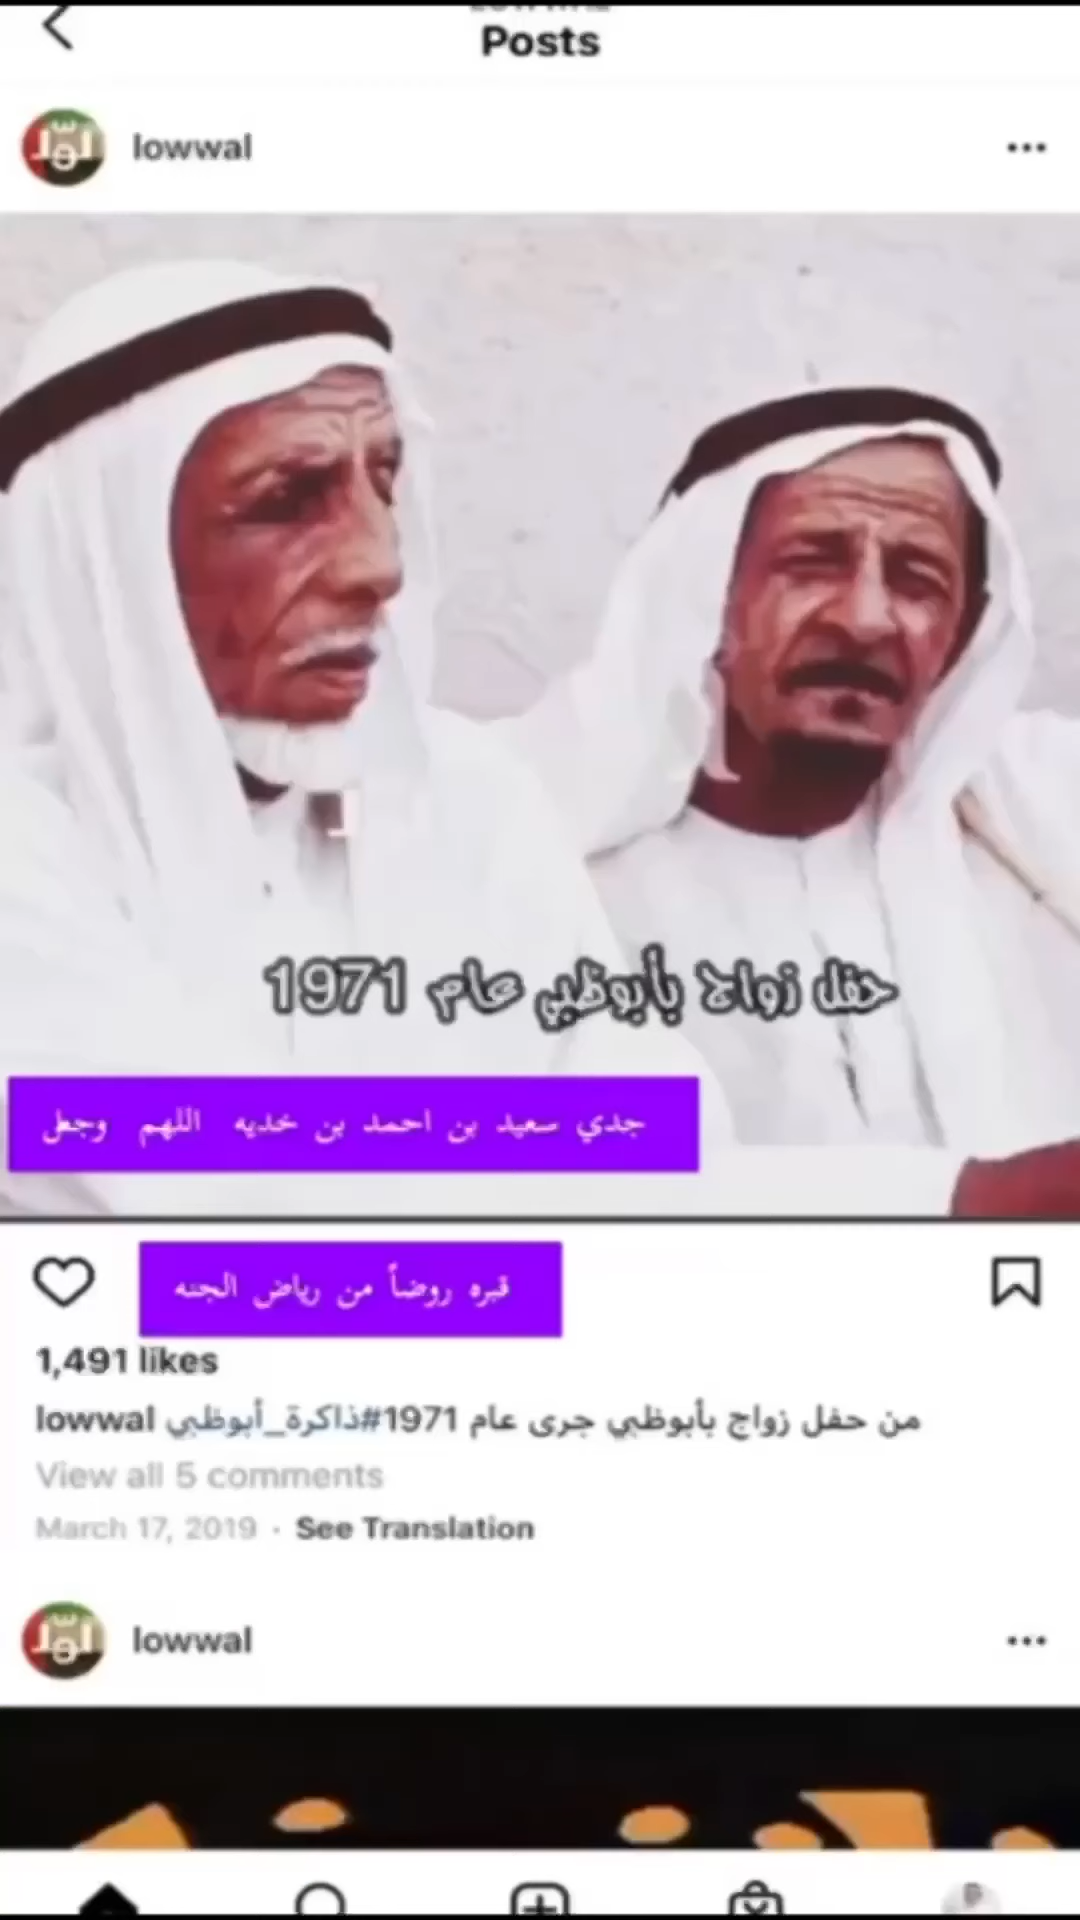 Posts
lowwal
حفل زواج بأبوظبي عام 1971
جدي سعيد بن احمد بن خديه اللهم وجعل
قبره روضاً من رياض الجنه
1,491 likes
lowwal من حفل زواج بأبوظبي جرى عام 1971#ذاكرة_أبوظبي
View all 5 comments
March 17, 2019 · See Translation
lowwal